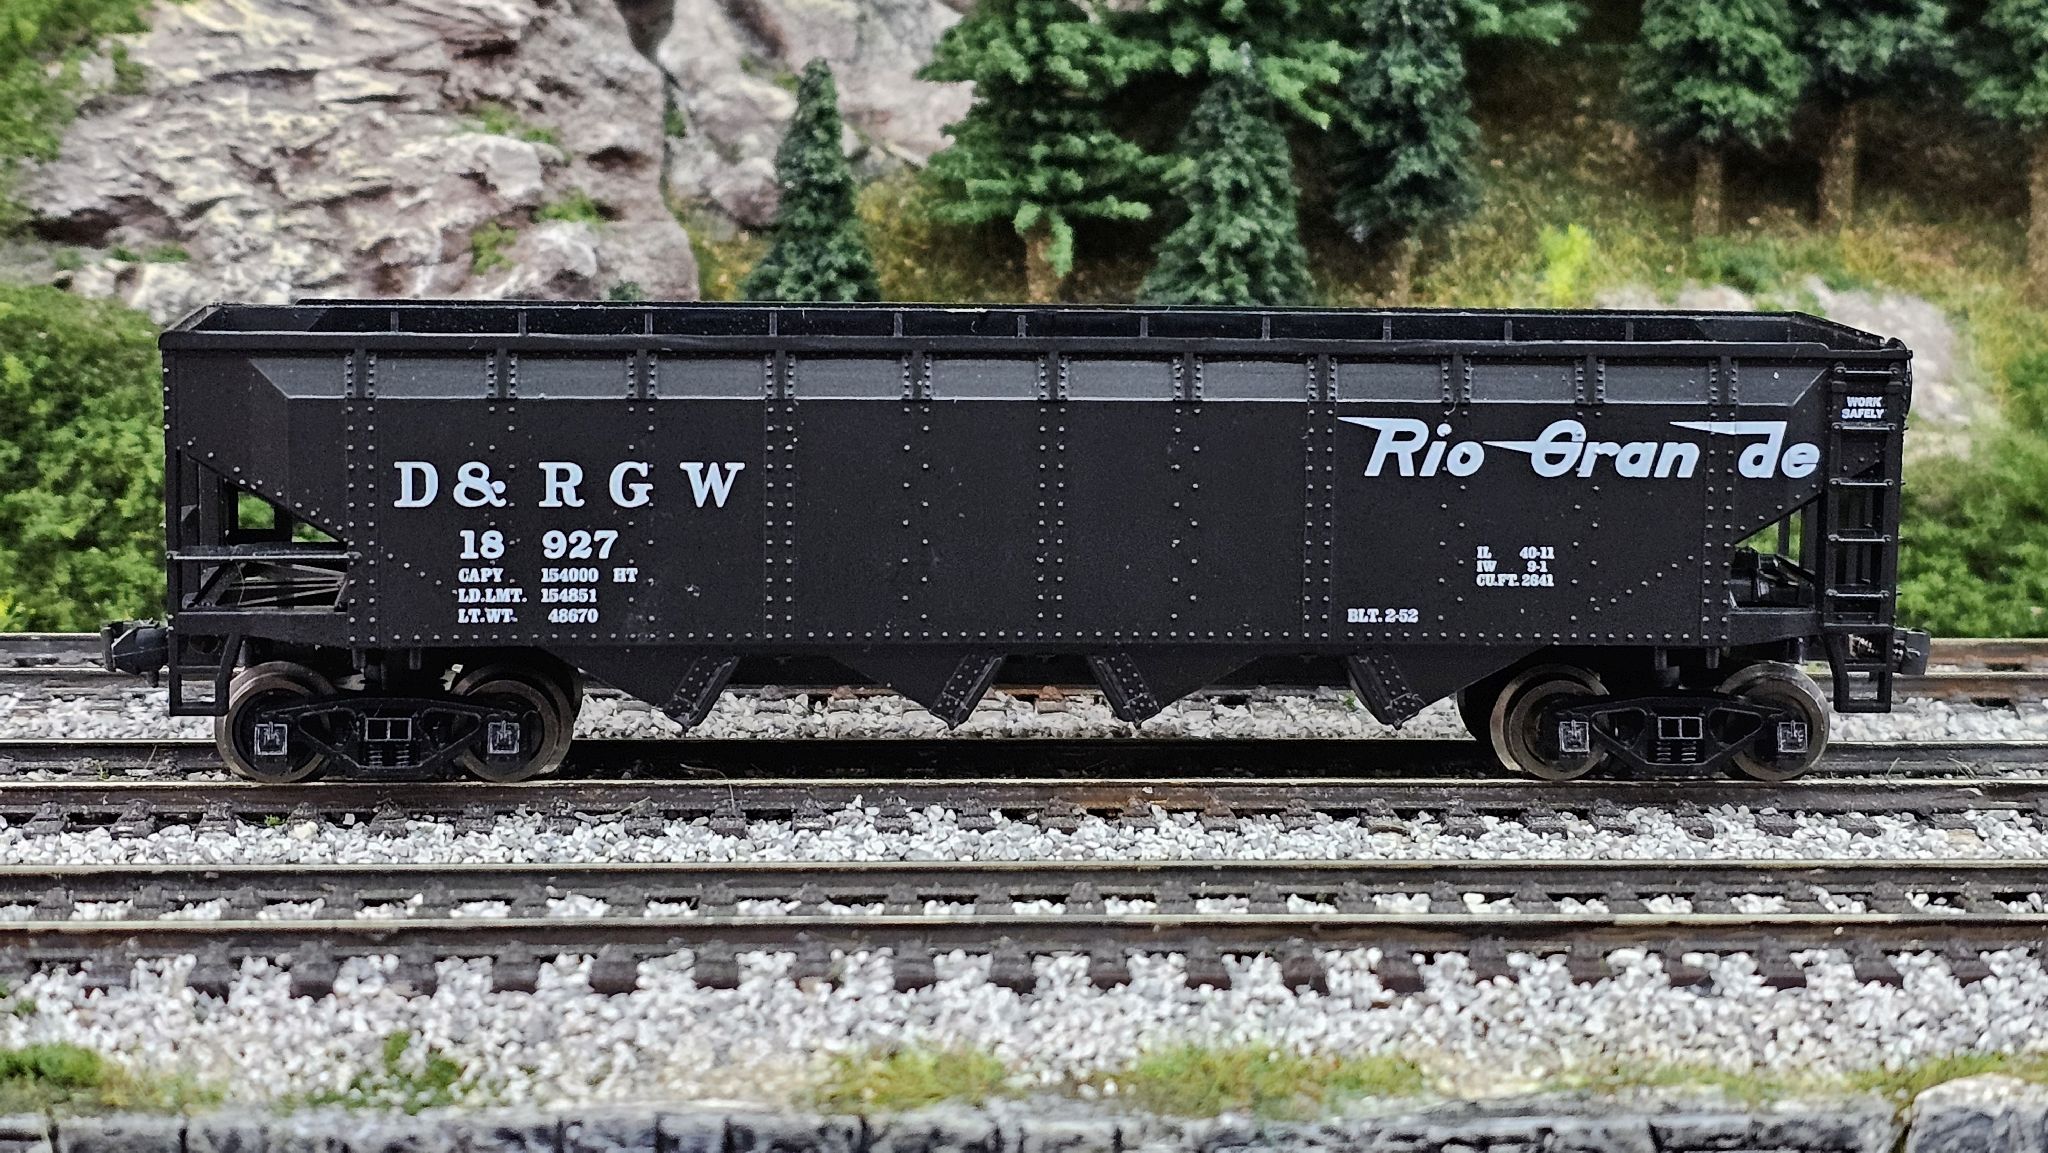 D & R G W
18 927
CAPY. 154000 HT
LD.LMT. 154851
LT.WT. 48670
Rio Grande
IL 40-11
IW 9-1
CU.FT. 2641
BLT. 2-52
WORK
SAFELY